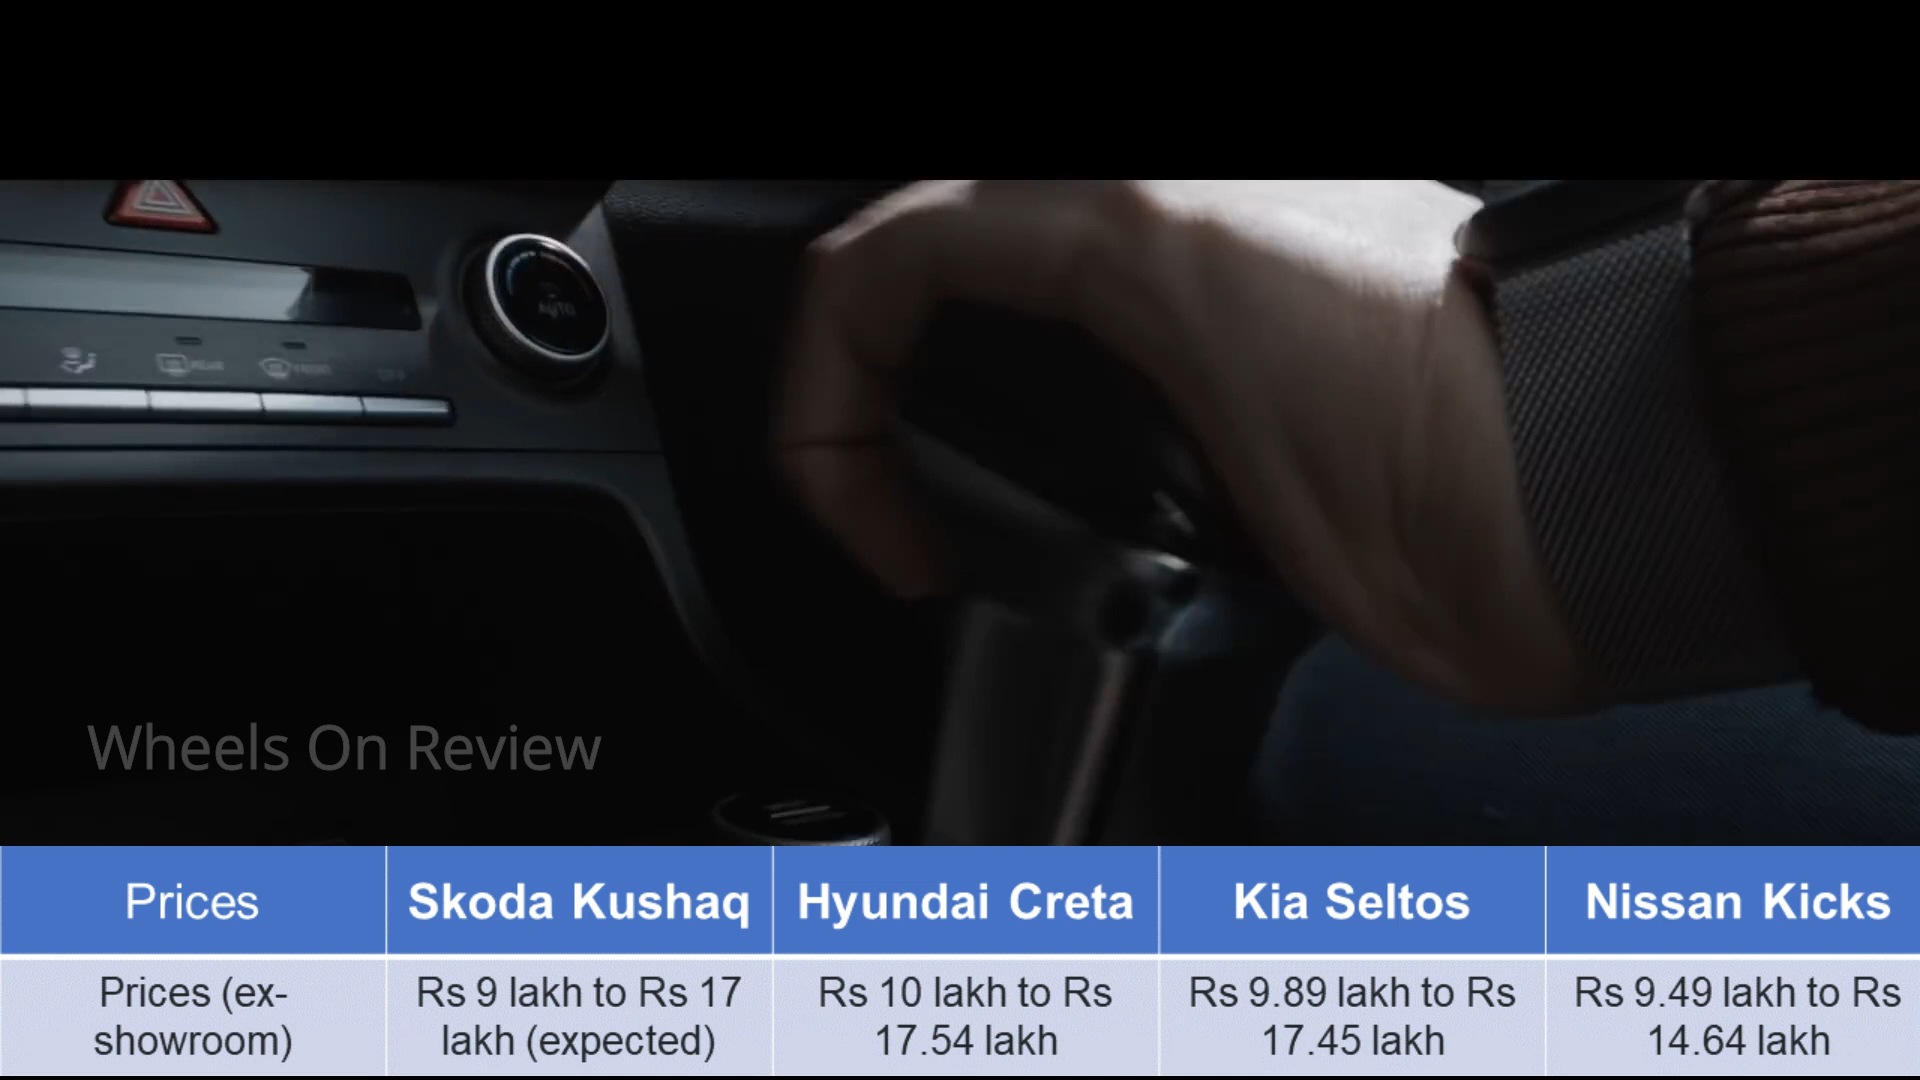 AUTO
REAR
Wheels On Review
Prices
Skoda Kushaq
Hyundai Creta
Kia Seltos
Nissan Kicks
Prices (ex-
showroom)
Rs 9 lakh to Rs 17
lakh (expected)
Rs 10 lakh to Rs
17.54 lakh
Rs 9.89 lakh to Rs
17.45 lakh
Rs 9.49 lakh to Rs
14.64 lakh